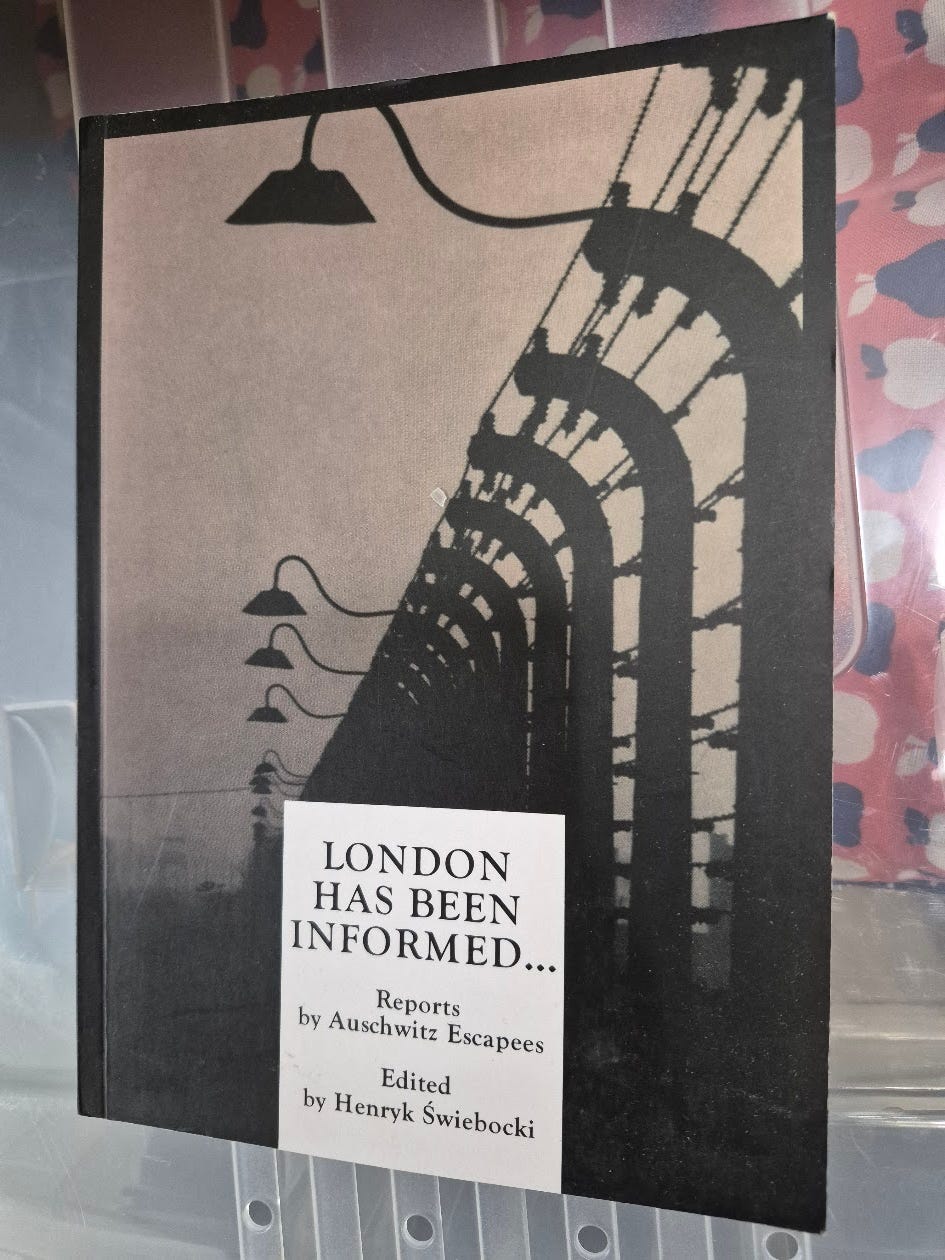 LONDON
HAS BEEN
INFORMED...
Reports
by Auschwitz Escapees
Edited
by Henryk Świebocki